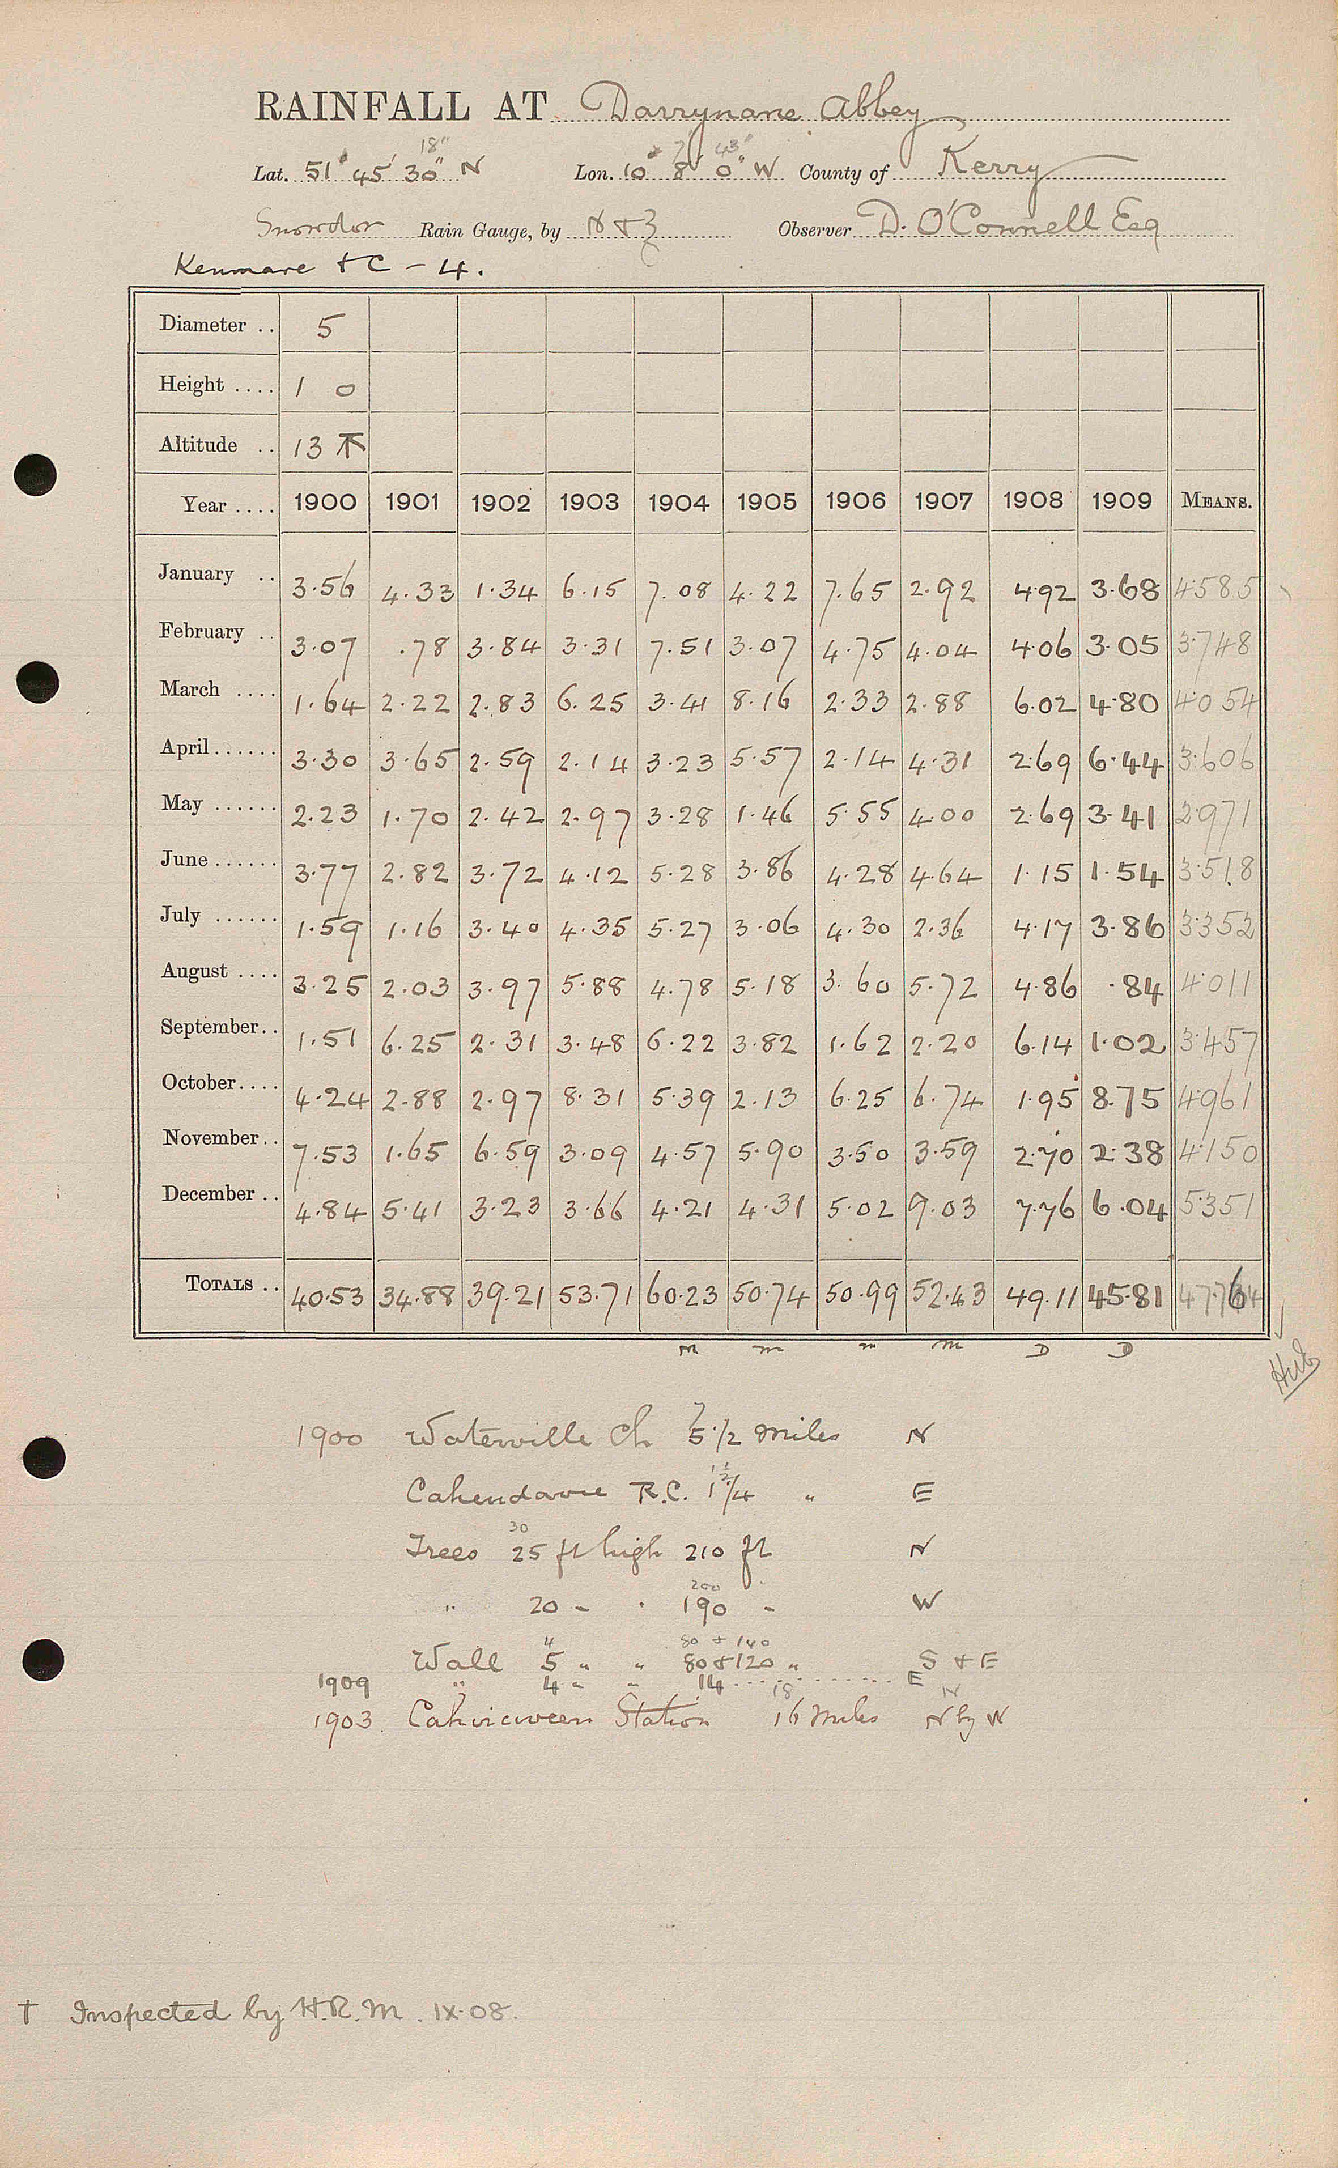 RAINFALL AT Darrynane Abbey
18" 7 43"
Lat. 51° 45' 30" N Lon. 10° 8' 0" W County of Kerry
Snowdon Rain Gauge, by N & Z Observer D. O'Connell Esq
Kenmare &C - 4.
Diameter .. 5
Height .... 1 0
Altitude .. 13
Year .... 1900 1901 1902 1903 1904 1905 1906 1907 1908 1909 MEANS.
January .. 3.56 4.33 1.34 6.15 7.08 4.22 7.65 2.92 4.92 3.68 4.585
February .. 3.07 .78 3.84 3.31 7.51 3.07 4.75 4.04 4.06 3.05 3.748
March .... 1.64 2.22 2.83 6.25 3.41 8.16 2.33 2.88 6.02 4.80 4.054
April...... 3.30 3.65 2.59 2.14 3.23 5.57 2.14 4.31 2.69 6.44 3.606
May ...... 2.23 1.70 2.42 2.97 3.28 1.46 5.55 4.00 2.69 3.41 2.971
June ...... 3.77 2.82 3.72 4.12 5.28 3.86 4.28 4.64 1.15 1.54 3.518
July ...... 1.59 1.16 3.40 4.35 5.27 3.06 4.30 2.36 4.17 3.86 3.352
August .... 3.25 2.03 3.97 5.88 4.78 5.18 3.60 5.72 4.86 .84 4.011
September.. 1.51 6.25 2.31 3.48 6.22 3.82 1.62 2.20 6.14 1.02 3.457
October.... 4.24 2.88 2.97 8.31 5.39 2.13 6.25 6.74 1.95 8.75 4.961
November.. 7.53 1.65 6.59 3.09 4.57 5.90 3.50 3.59 2.70 2.38 4.150
December .. 4.84 5.41 3.23 3.66 4.21 4.31 5.02 9.03 7.76 6.04 5.351
TOTALS .. 40.53 34.88 39.21 53.71 60.23 50.74 50.99 52.43 49.11 45.81 47.764
M M M M D D
1900 Waterville Ch 5 1/2 miles N
Cahendavie R.C. 1 3/4 " E
30
Trees 25 ft high 210 ft N
200
" 20 " " 190 " W
4 80 + 140
Wall 5 " " 80 & 120 " S & E
1909 " 4 " " 14 ........... E
18 N
1903 Cahirciveen Station 16 miles N by W
† Inspected by H.R.M. IX.08.